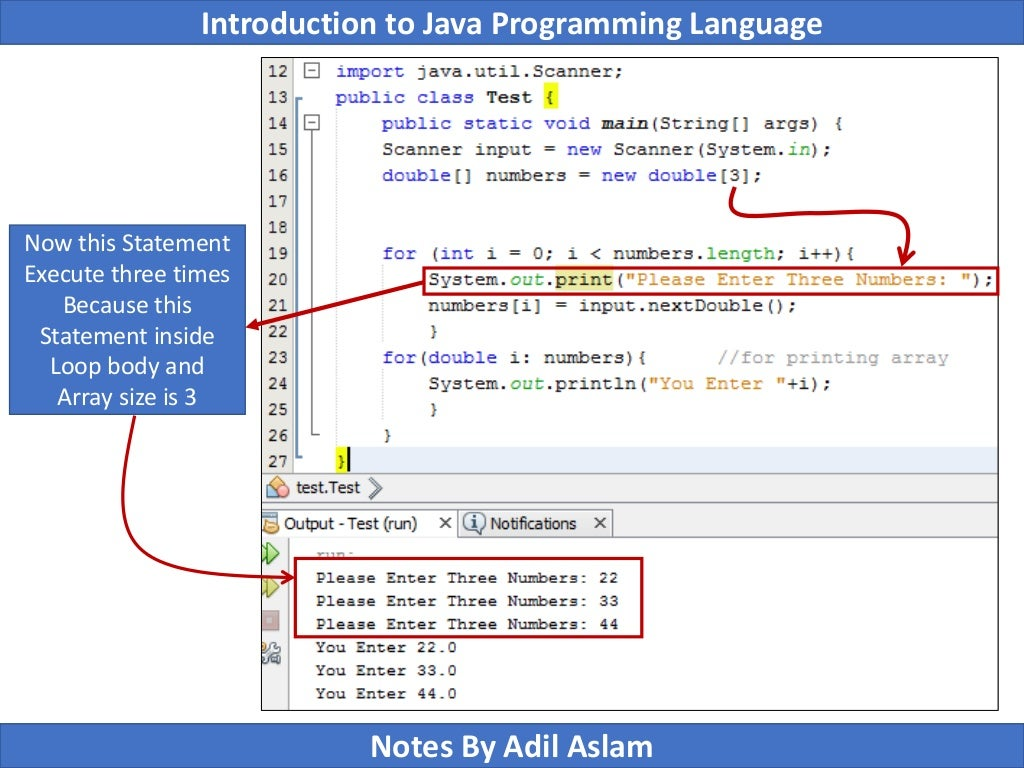 Introduction to Java Programming Language
12 import java.util.Scanner;
13 public class Test {
14 public static void main(String[] args) {
15 Scanner input = new Scanner(System.in);
16 double[] numbers = new double[3];
17
18
19 for (int i = 0; i < numbers.length; i++){
20 System.out.print("Please Enter Three Numbers: ");
21 numbers[i] = input.nextDouble();
22 }
23 for(double i: numbers){ //for printing array
24 System.out.println("You Enter "+i);
25 }
26 }
27 }
Now this Statement
Execute three times
Because this
Statement inside
Loop body and
Array size is 3
test.Test
Output - Test (run) Notifications
run:
Please Enter Three Numbers: 22
Please Enter Three Numbers: 33
Please Enter Three Numbers: 44
You Enter 22.0
You Enter 33.0
You Enter 44.0
Notes By Adil Aslam